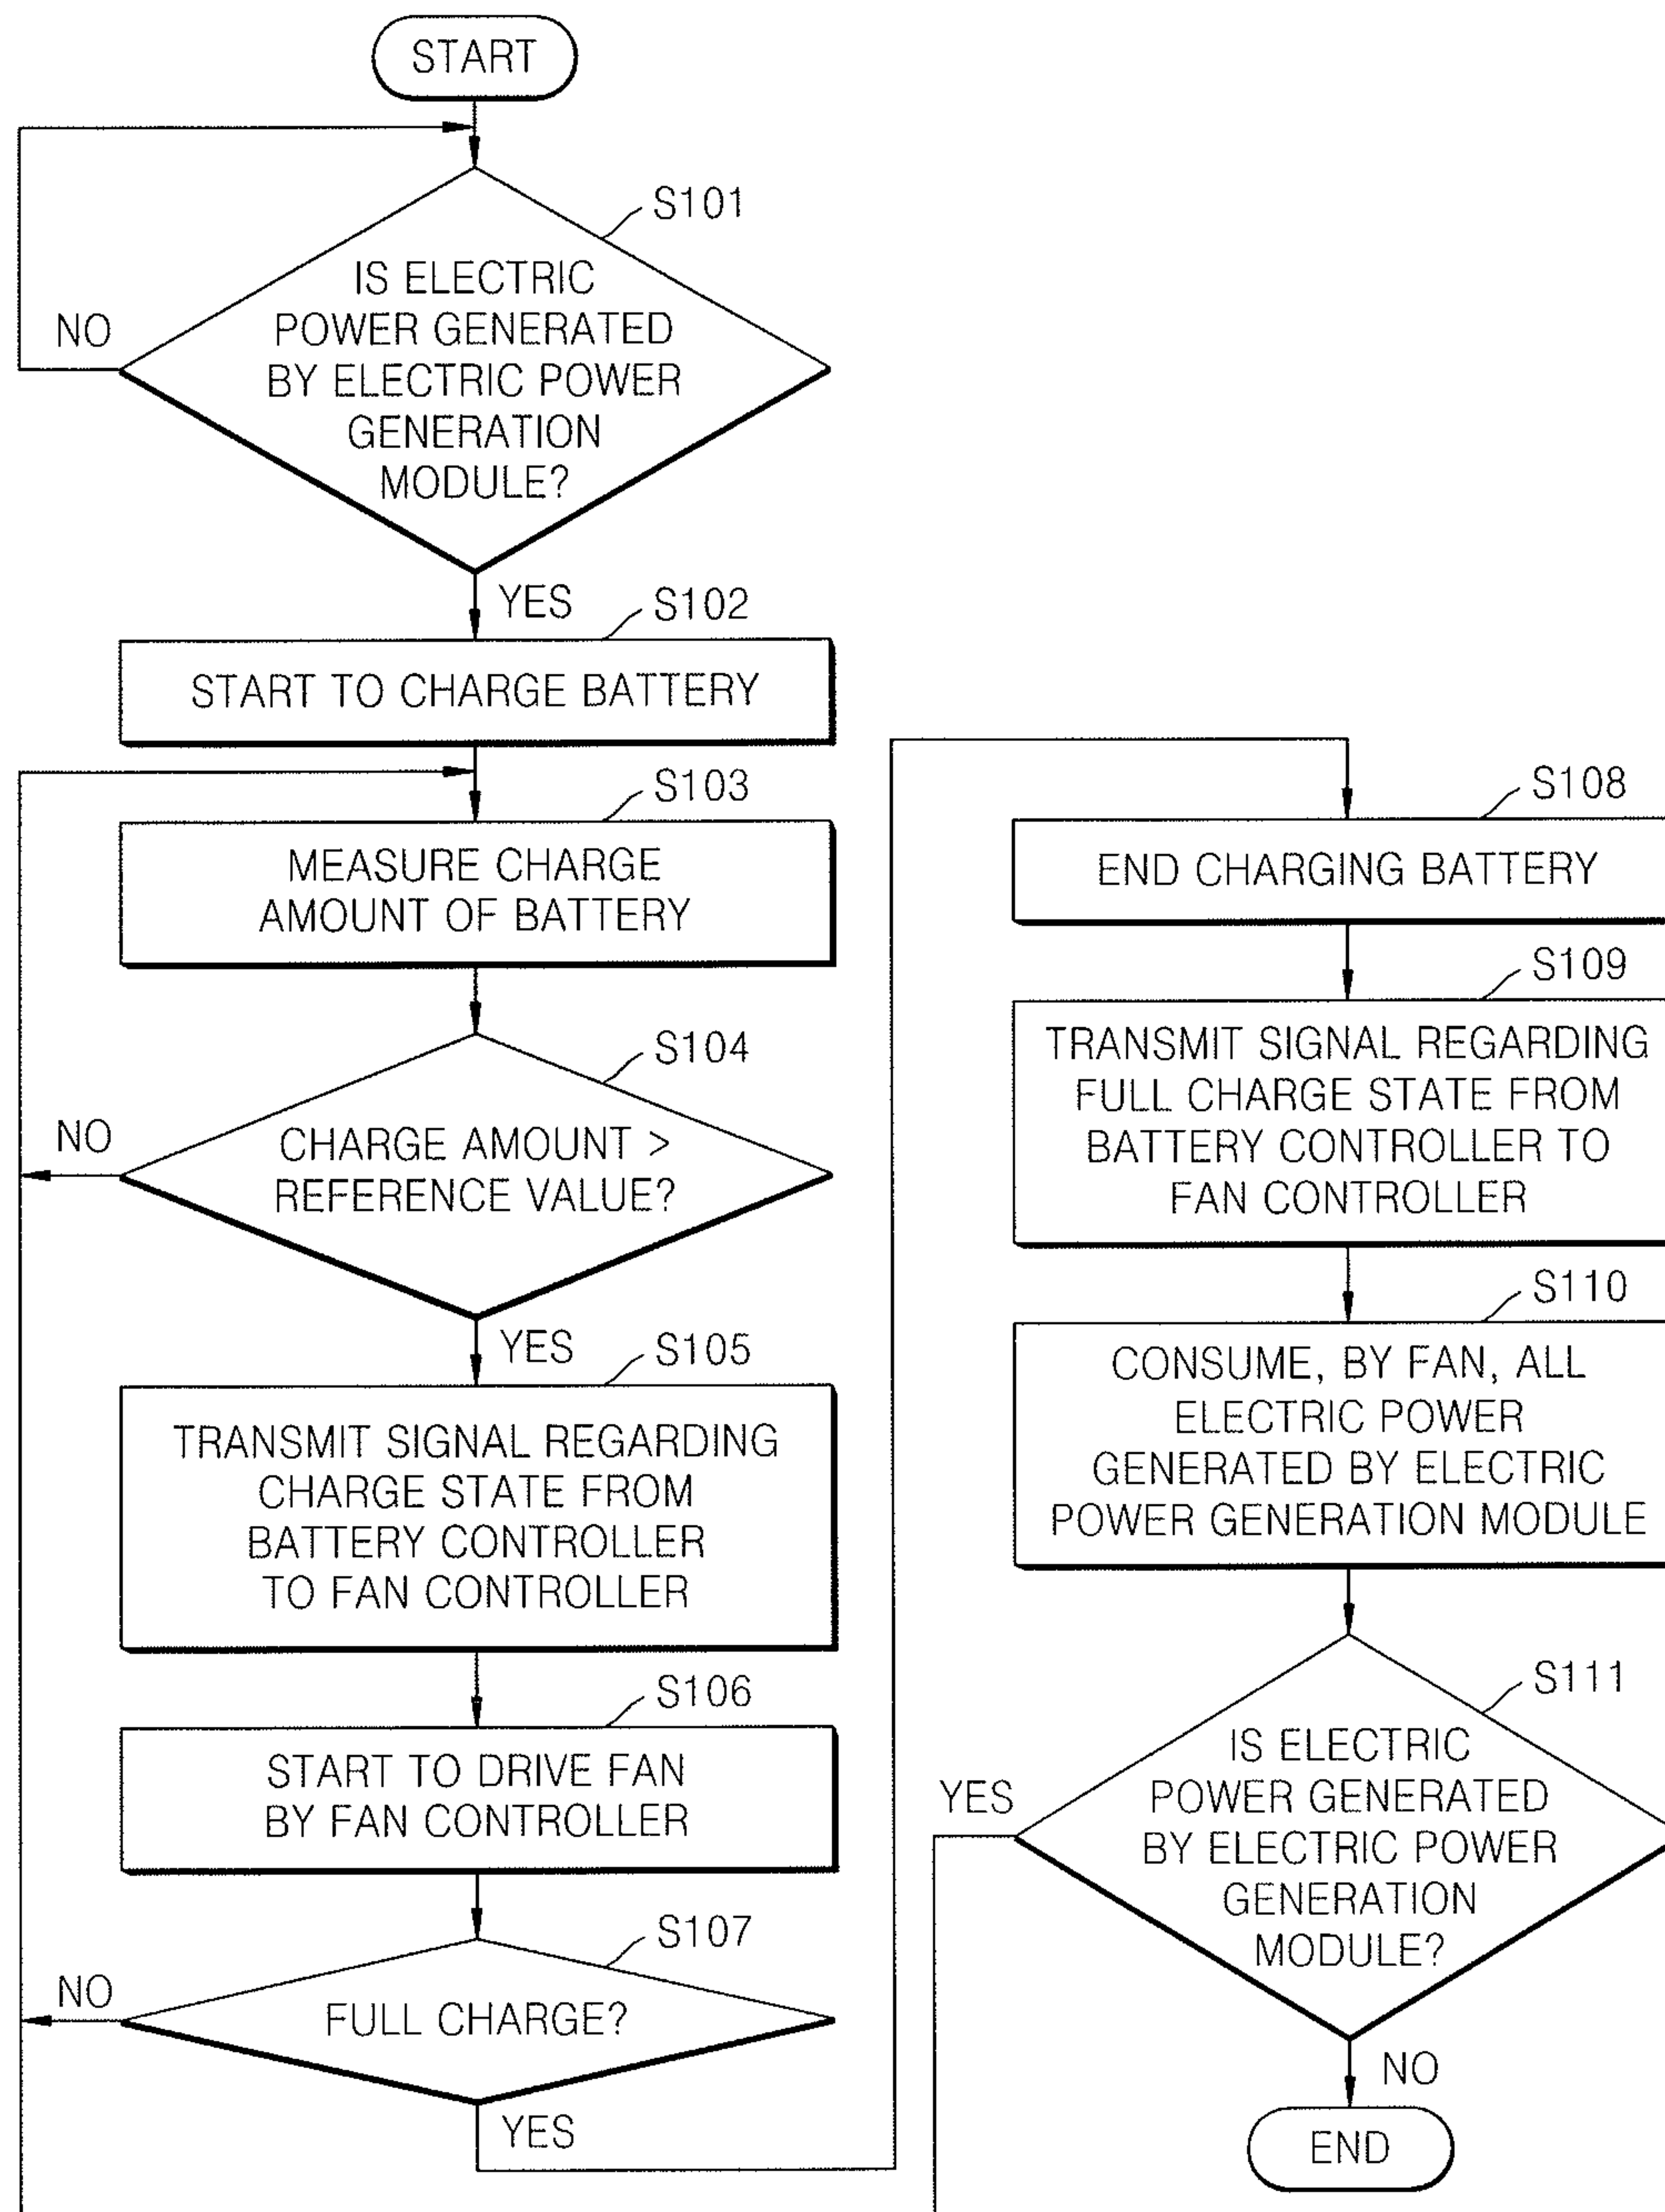 START
S101
IS ELECTRIC
POWER GENERATED
BY ELECTRIC POWER
GENERATION
MODULE?
NO
YES
S102
START TO CHARGE BATTERY
S103
MEASURE CHARGE
AMOUNT OF BATTERY
S104
CHARGE AMOUNT >
REFERENCE VALUE?
NO
YES
S105
TRANSMIT SIGNAL REGARDING
CHARGE STATE FROM
BATTERY CONTROLLER
TO FAN CONTROLLER
S106
START TO DRIVE FAN
BY FAN CONTROLLER
S107
FULL CHARGE?
NO
YES
S108
END CHARGING BATTERY
S109
TRANSMIT SIGNAL REGARDING
FULL CHARGE STATE FROM
BATTERY CONTROLLER TO
FAN CONTROLLER
S110
CONSUME, BY FAN, ALL
ELECTRIC POWER
GENERATED BY ELECTRIC
POWER GENERATION MODULE
S111
IS ELECTRIC
POWER GENERATED
BY ELECTRIC POWER
GENERATION
MODULE?
YES
NO
END